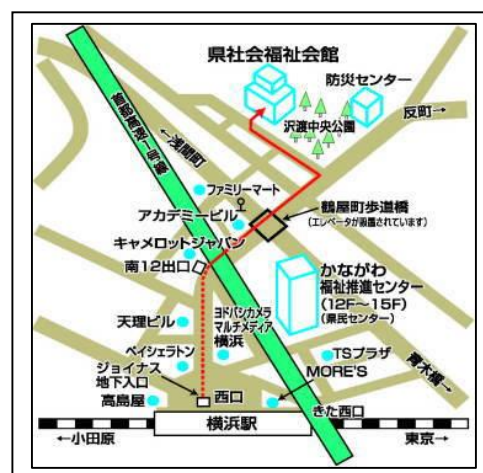 県社会福祉会館
防災センター
沢渡中央公園
反町
首都高速一号線
浅間町
ファミリーマート
アカデミービル
鶴屋町歩道橋
(エレベータが設置されています)
キャメロットジャパン
南12出口
かながわ
福祉推進センター
(12F〜15F)
(県民センター)
天理ビル
ヨドバシカメラ
マルチメディア
横浜
ベイシェラトン
TSプラザ
青木橋
ジョイナス
地下入口
MORE'S
高島屋
西口
きた西口
横浜駅
←小田原
東京→